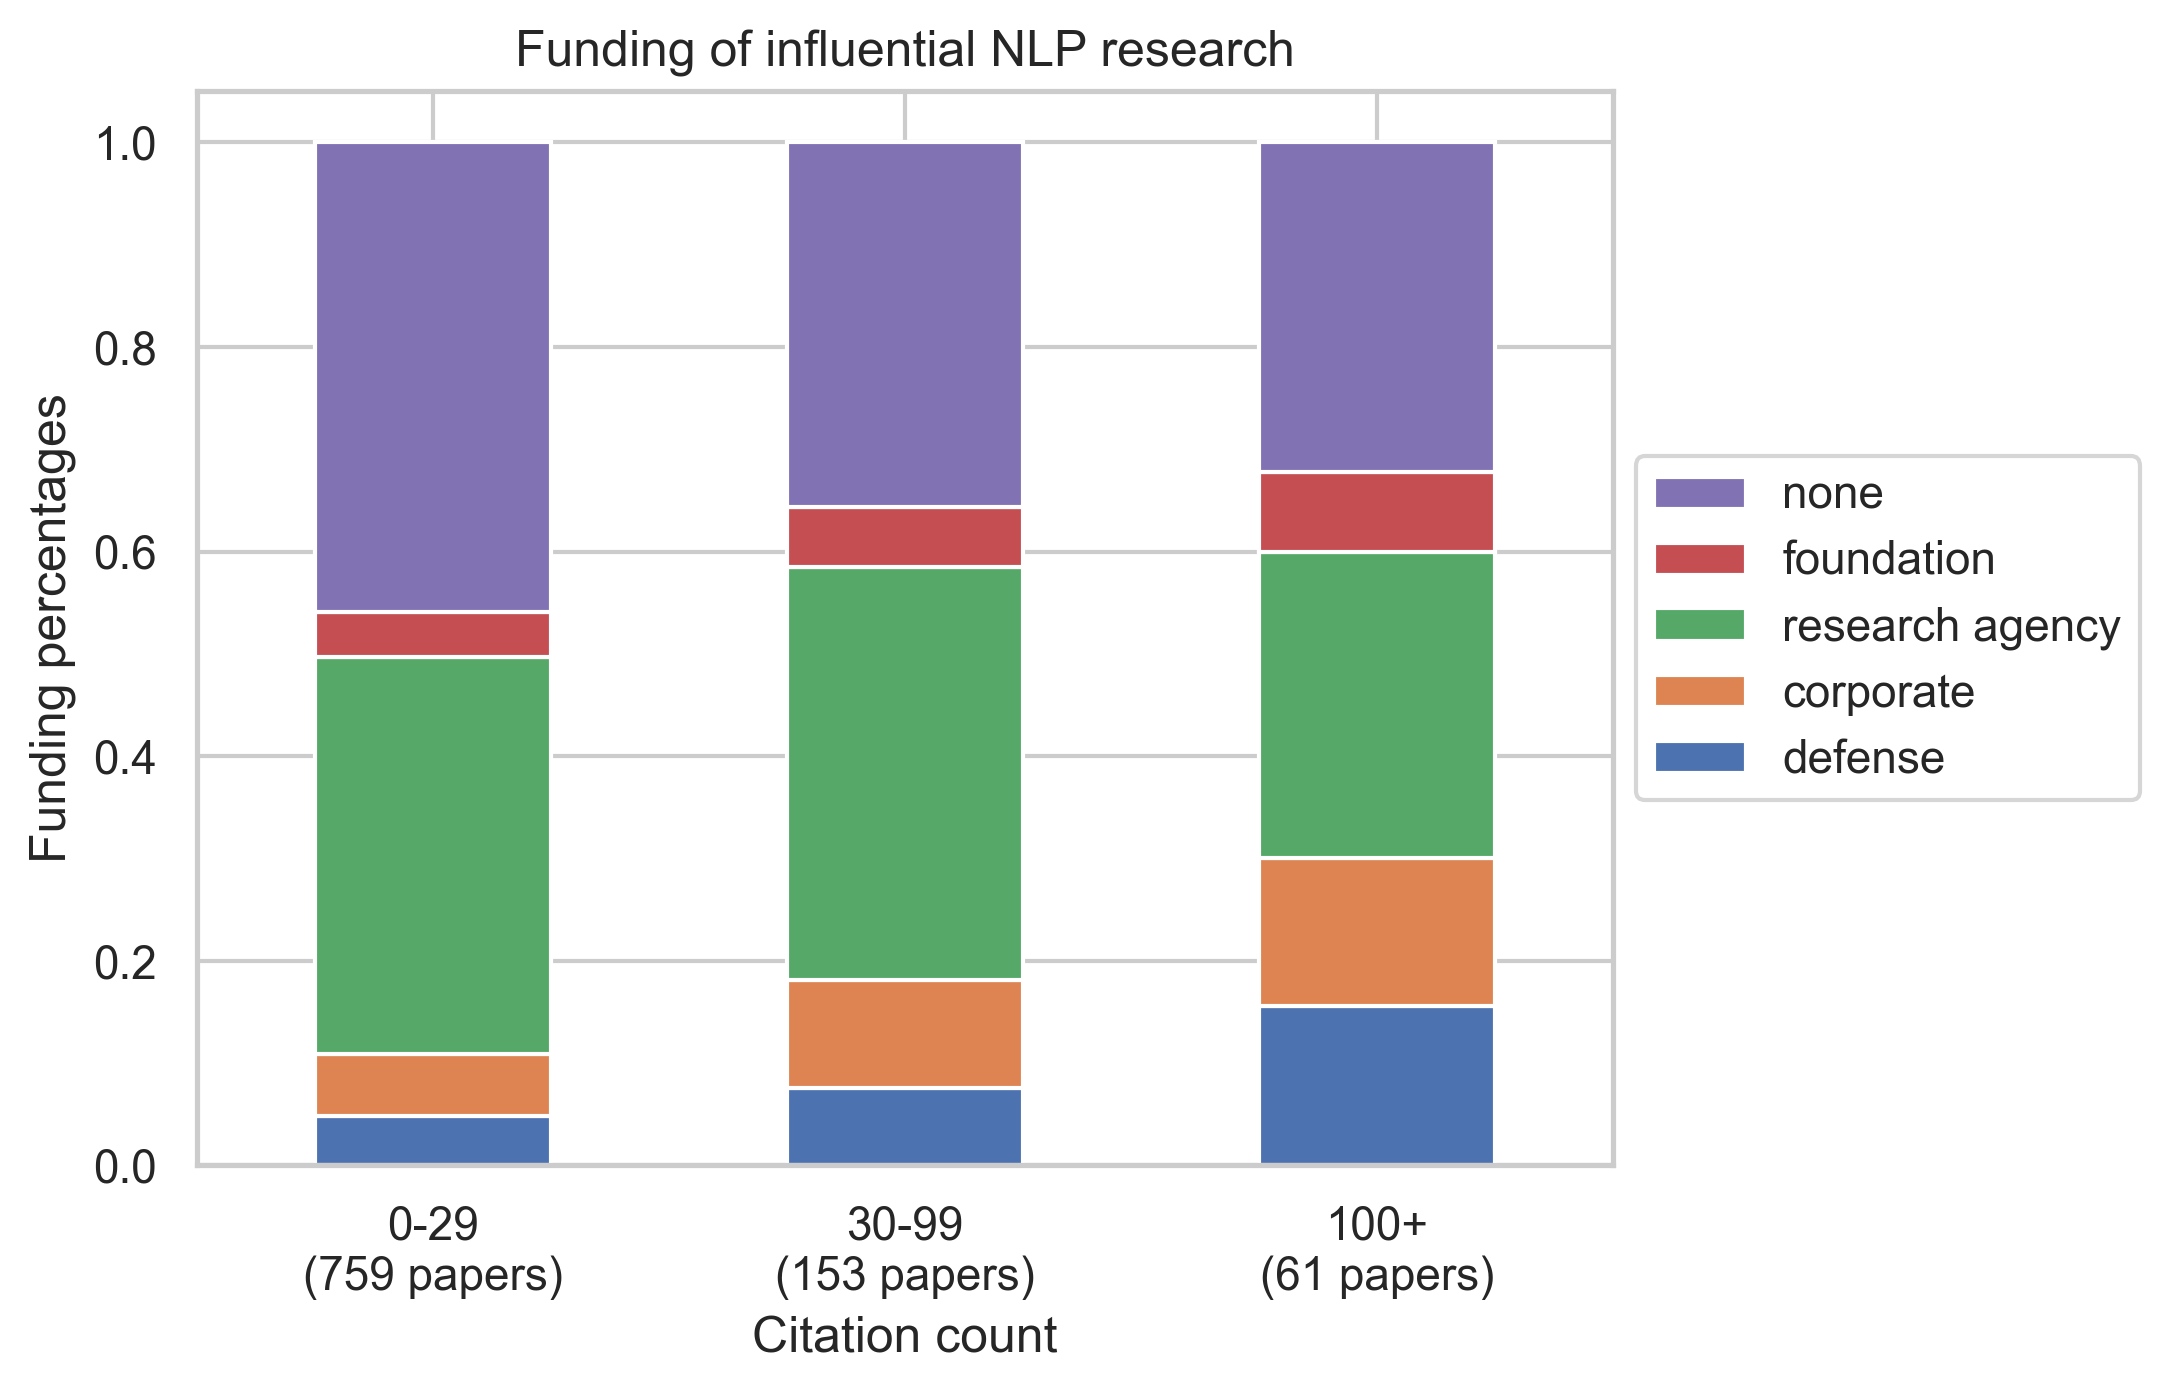 Funding of influential NLP research
Funding percentages
1.0
0.8
0.6
0.4
0.2
0.0
0-29
(759 papers)
30-99
(153 papers)
100+
(61 papers)
Citation count
none
foundation
research agency
corporate
defense